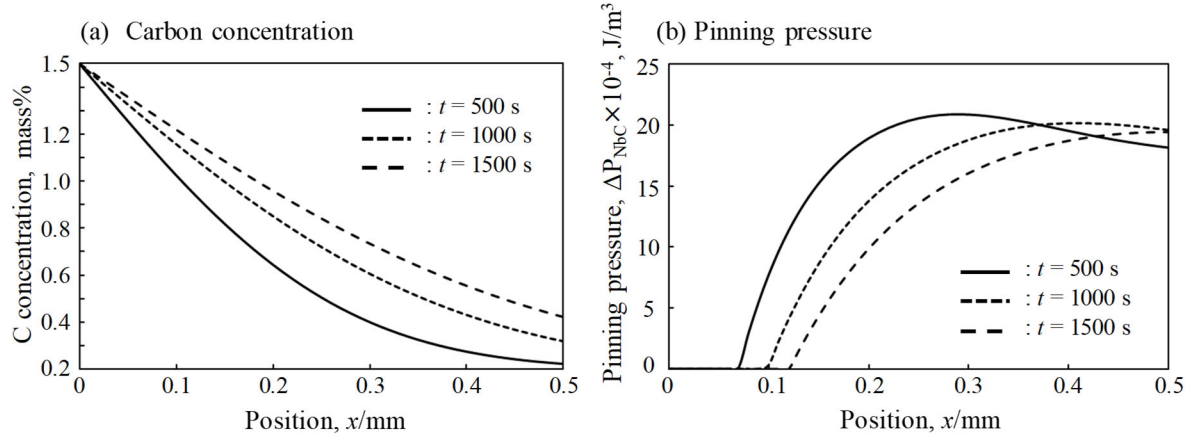 (a) Carbon concentration
C concentration, mass%
1.5
1.2
1.0
0.8
0.6
0.4
0.2
: t = 500 s
: t = 1000 s
: t = 1500 s
0
0.1
0.2
0.3
0.4
0.5
Position, x/mm
(b) Pinning pressure
Pinning pressure, ΔP_NbC×10⁻⁴, J/m³
25
20
15
10
5
0
: t = 500 s
: t = 1000 s
: t = 1500 s
0
0.1
0.2
0.3
0.4
0.5
Position, x/mm